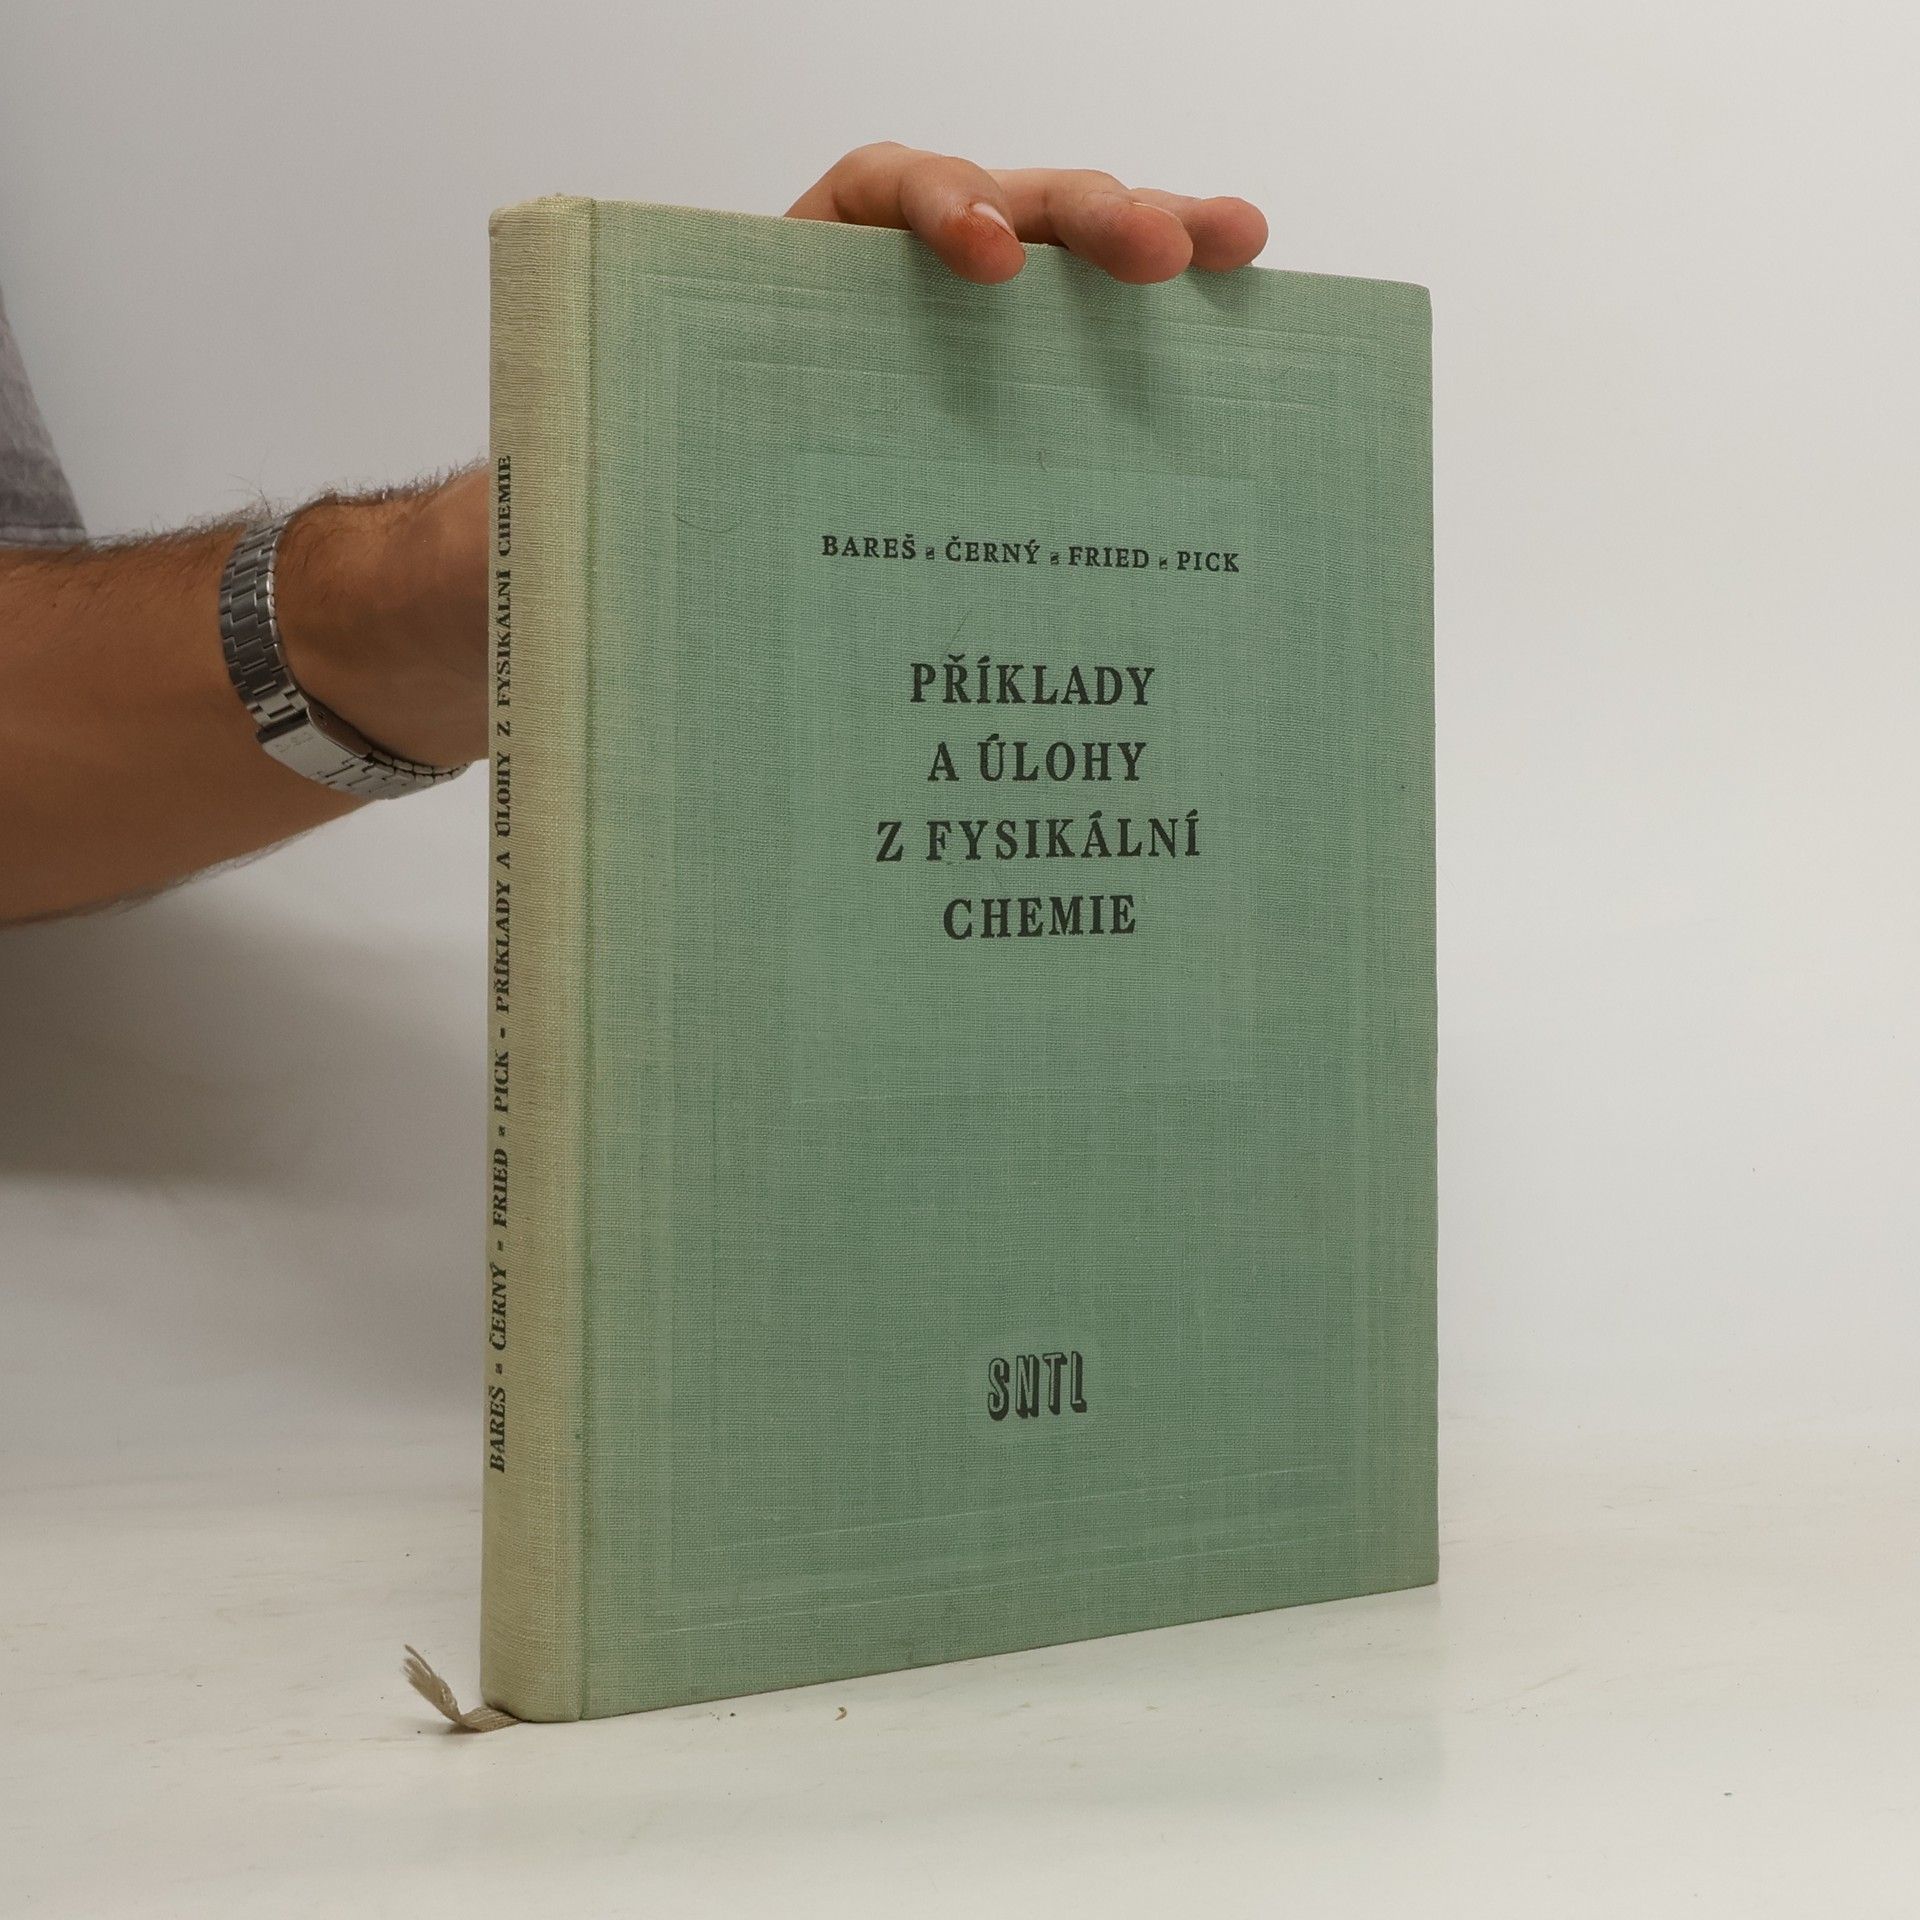 BAREŠ - ČERNÝ - FRIED - PICK - PŘÍKLADY A ÚLOHY Z FYSIKÁLNÍ CHEMIE
BAREŠ - ČERNÝ - FRIED - PICK
PŘÍKLADY
A ÚLOHY
Z FYSIKÁLNÍ
CHEMIE
SNTL